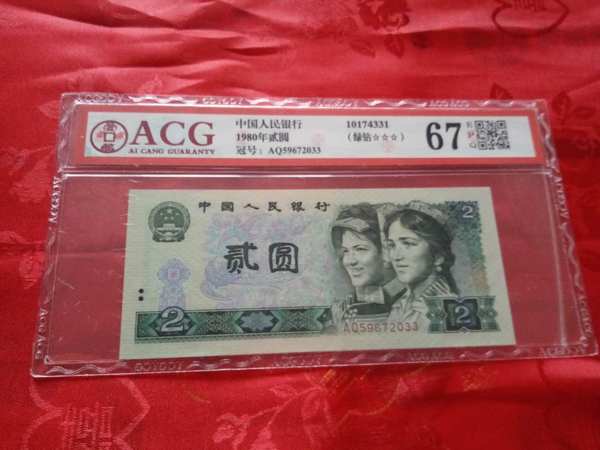 ACG
AI CANG GUARANTY
中国人民银行
1980年贰圆
冠号：AQ59672033
10174331
（绿钻☆☆☆）
67
E
P
Q
中国人民银行
贰圆
2
2
2
AQ59672033